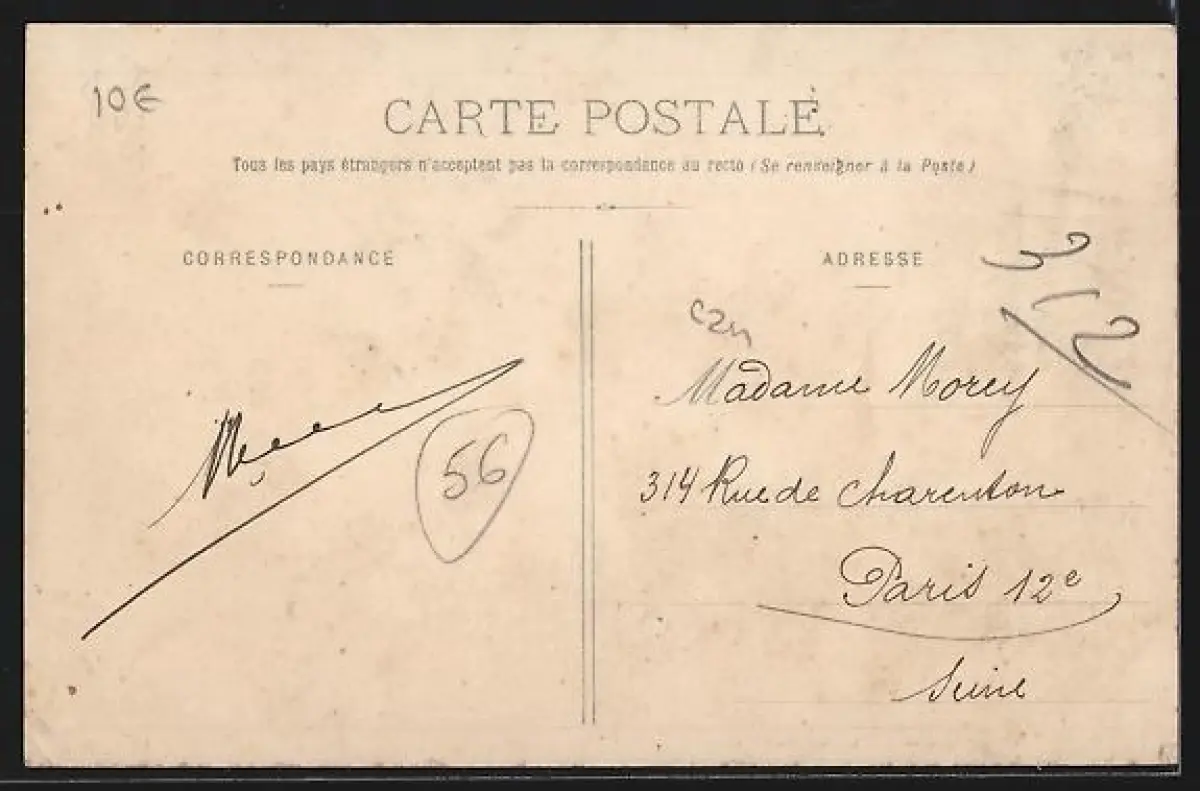 10€
CARTE POSTALE
Tous les pays étrangers n'acceptent pas la correspondance au recto (Se renseigner à la Poste)
CORRESPONDANCE
ADRESSE
Madame Morey
314 Rue de Charenton
Paris 12e
Seine
56